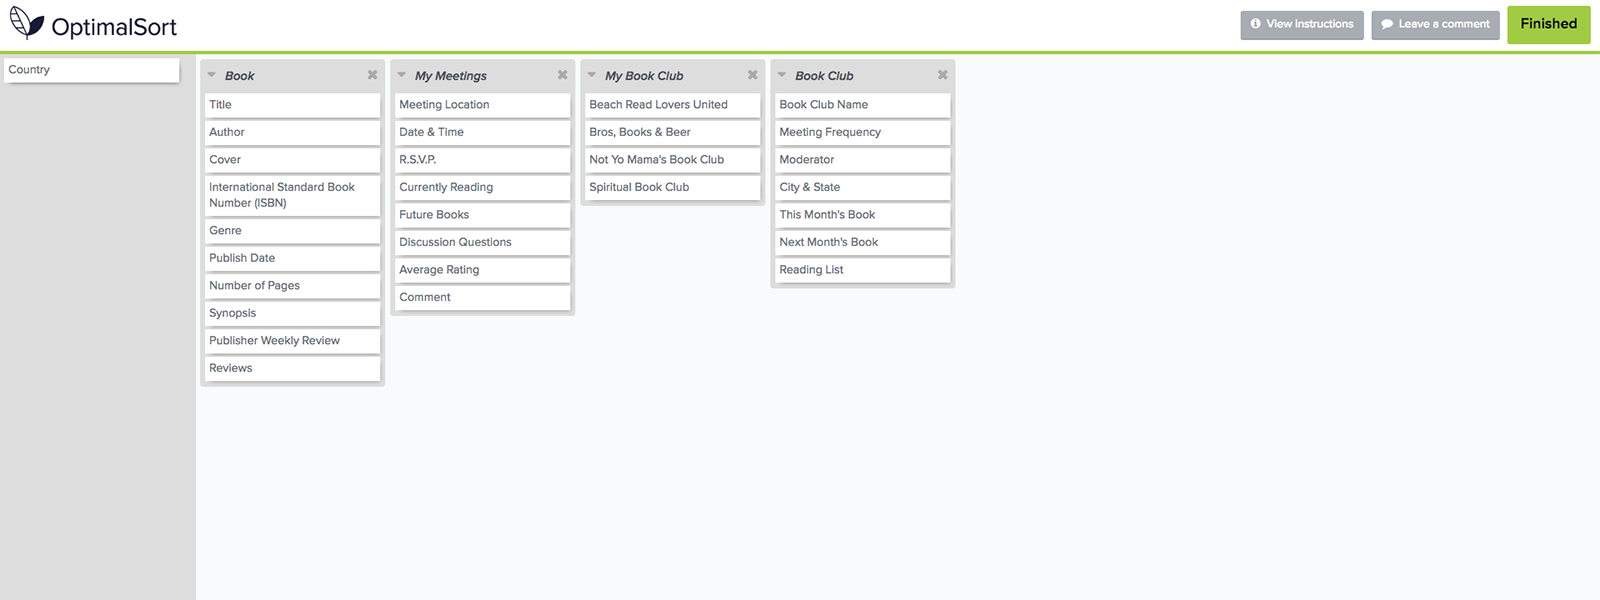 OptimalSort
View instructions
Leave a comment
Finished
Country
Book
Title
Author
Cover
International Standard Book
Number (ISBN)
Genre
Publish Date
Number of Pages
Synopsis
Publisher Weekly Review
Reviews
My Meetings
Meeting Location
Date & Time
R.S.V.P.
Currently Reading
Future Books
Discussion Questions
Average Rating
Comment
My Book Club
Beach Read Lovers United
Bros, Books & Beer
Not Yo Mama's Book Club
Spiritual Book Club
Book Club
Book Club Name
Meeting Frequency
Moderator
City & State
This Month's Book
Next Month's Book
Reading List